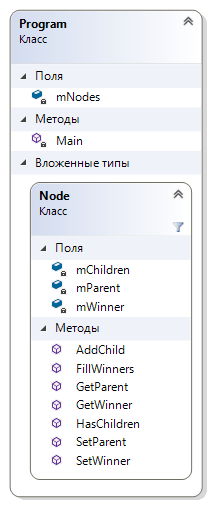 Program
Класс
Поля
mNodes
Методы
Main
Вложенные типы
Node
Класс
Поля
mChildren
mParent
mWinner
Методы
AddChild
FillWinners
GetParent
GetWinner
HasChildren
SetParent
SetWinner